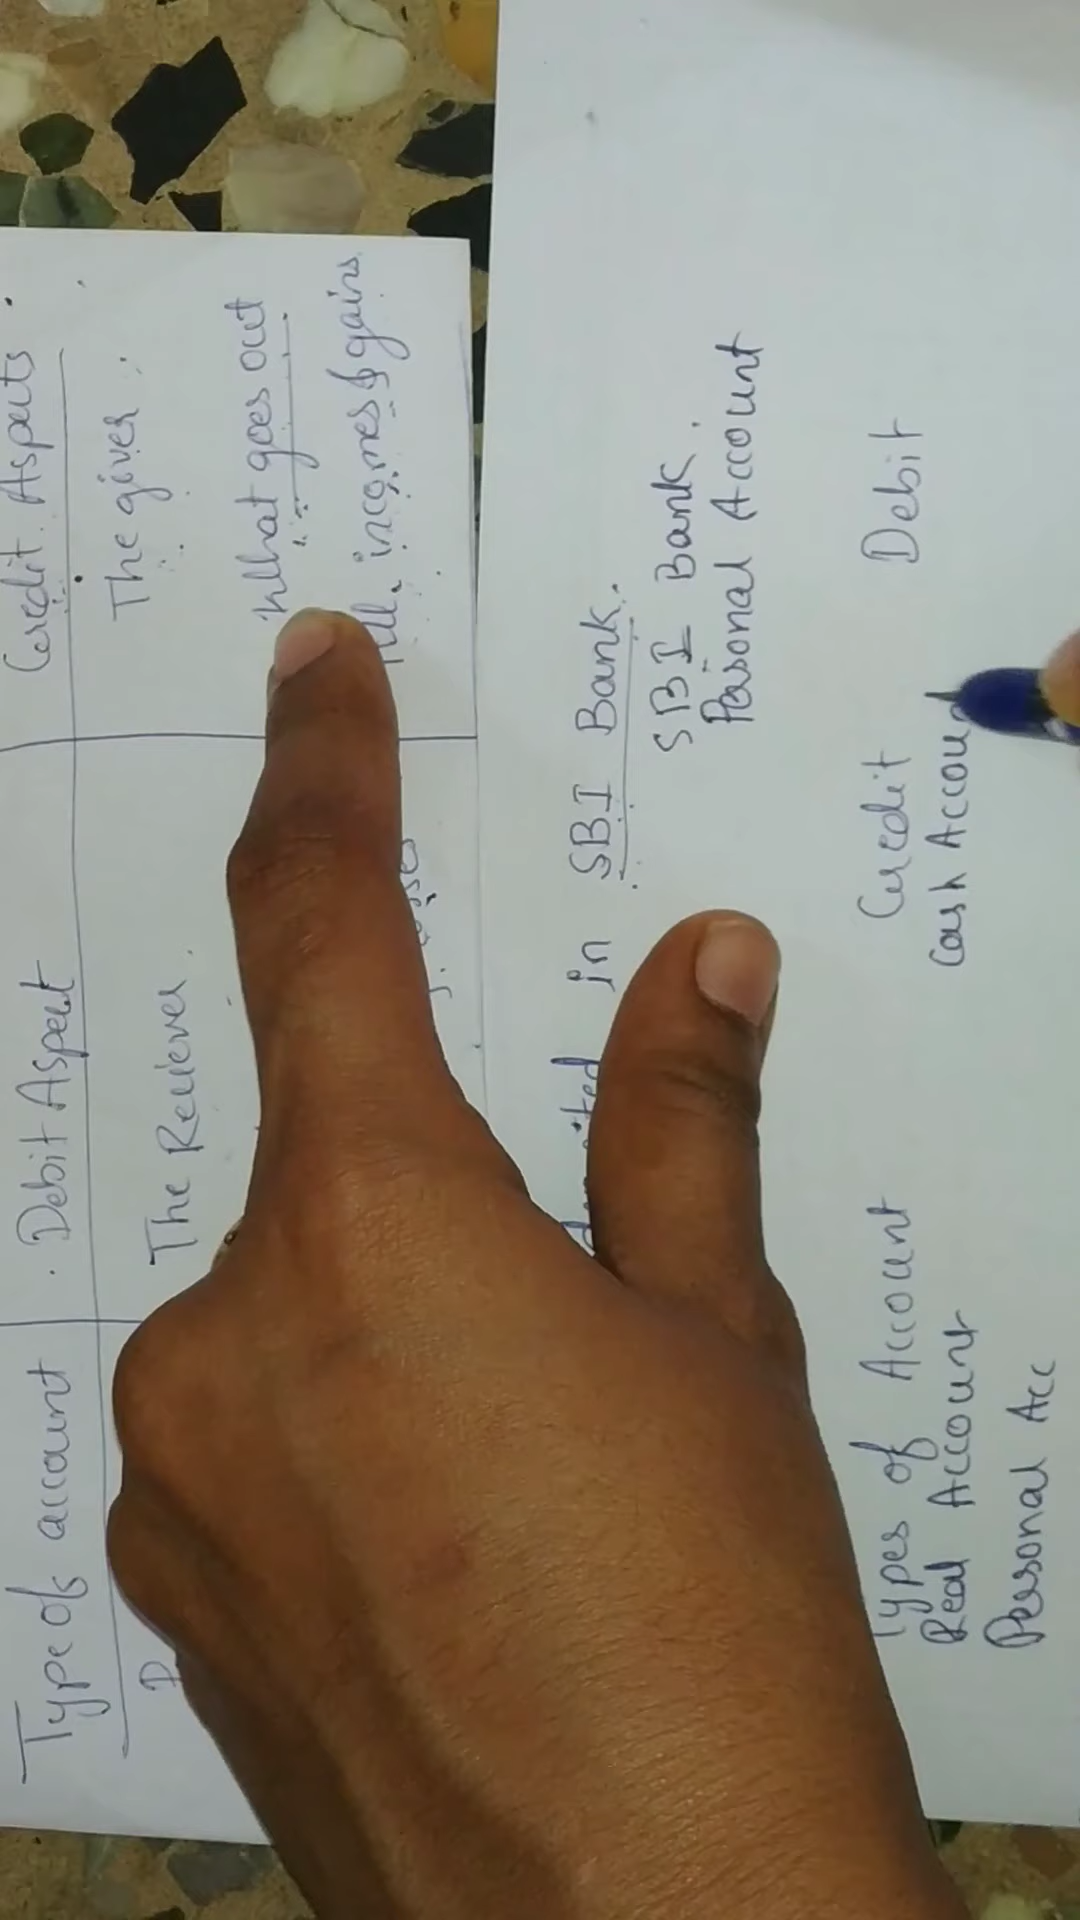 Type of account Debit Aspect Credit Aspects
The Reciever. The giver.
What goes out
All incomes & gains.
in SBI Bank.
SBI Bank.
Personal Account
Types of Account Credit Debit
Real Account Cash Accou
Personal Acc